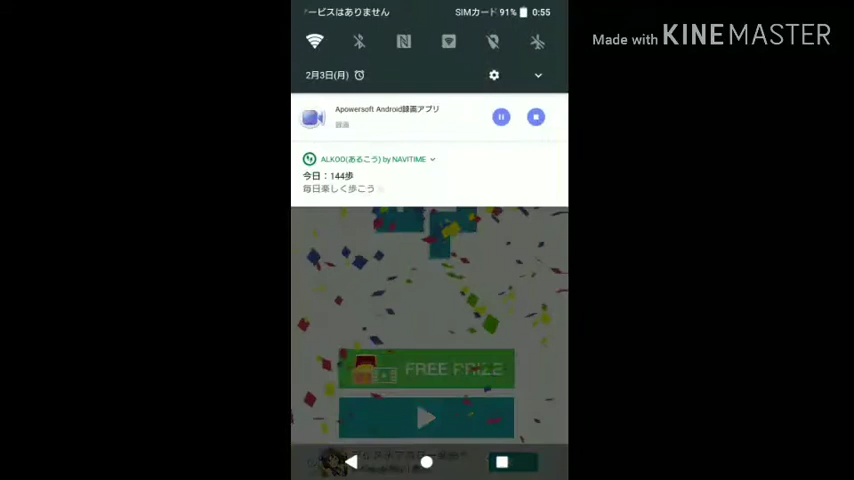 ービスはありません SIMカード 91% 0:55
Made with KINEMASTER
2月3日(月)
Apowersoft Android録画アプリ
録画
ALKOO(あるこう) by NAVITIME
今日：144歩
毎日楽しく歩こう
FREE PRIZE